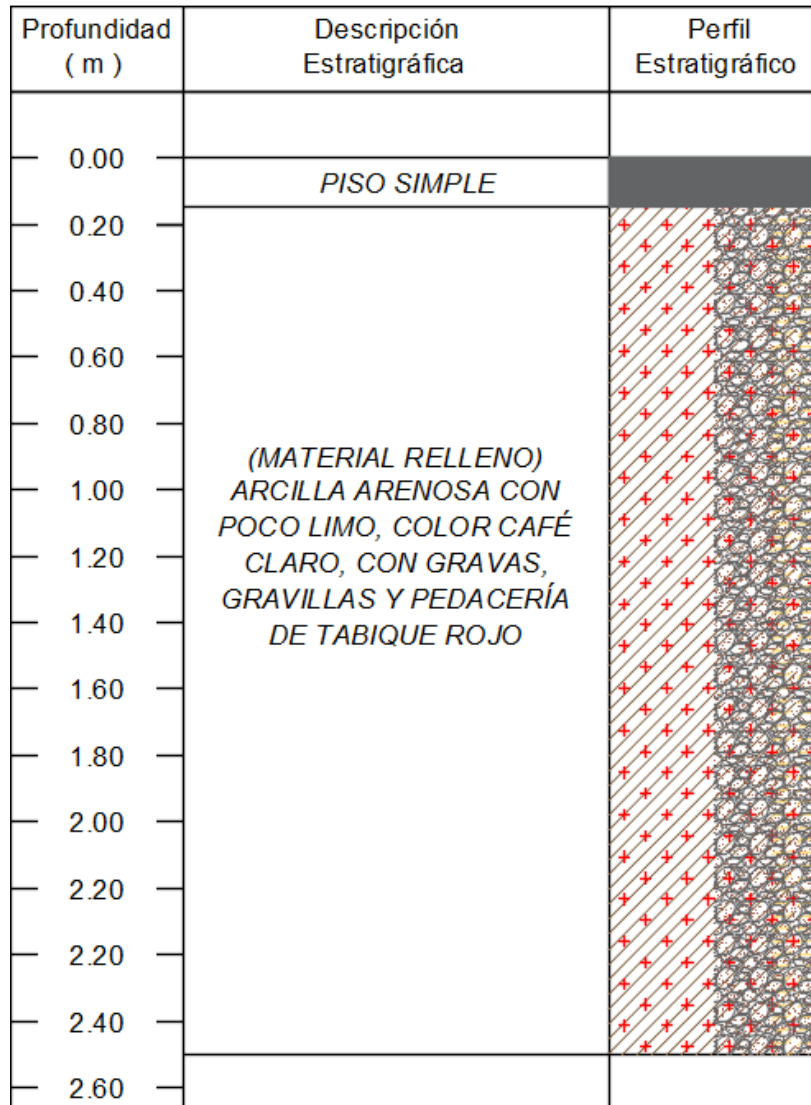 Profundidad
( m )
Descripción
Estratigráfica
Perfil
Estratigráfico
0.00
PISO SIMPLE
0.20
0.40
0.60
0.80
(MATERIAL RELLENO)
1.00
ARCILLA ARENOSA CON
POCO LIMO, COLOR CAFÉ
1.20
CLARO, CON GRAVAS,
GRAVILLAS Y PEDACERÍA
1.40
DE TABIQUE ROJO
1.60
1.80
2.00
2.20
2.20
2.40
2.60